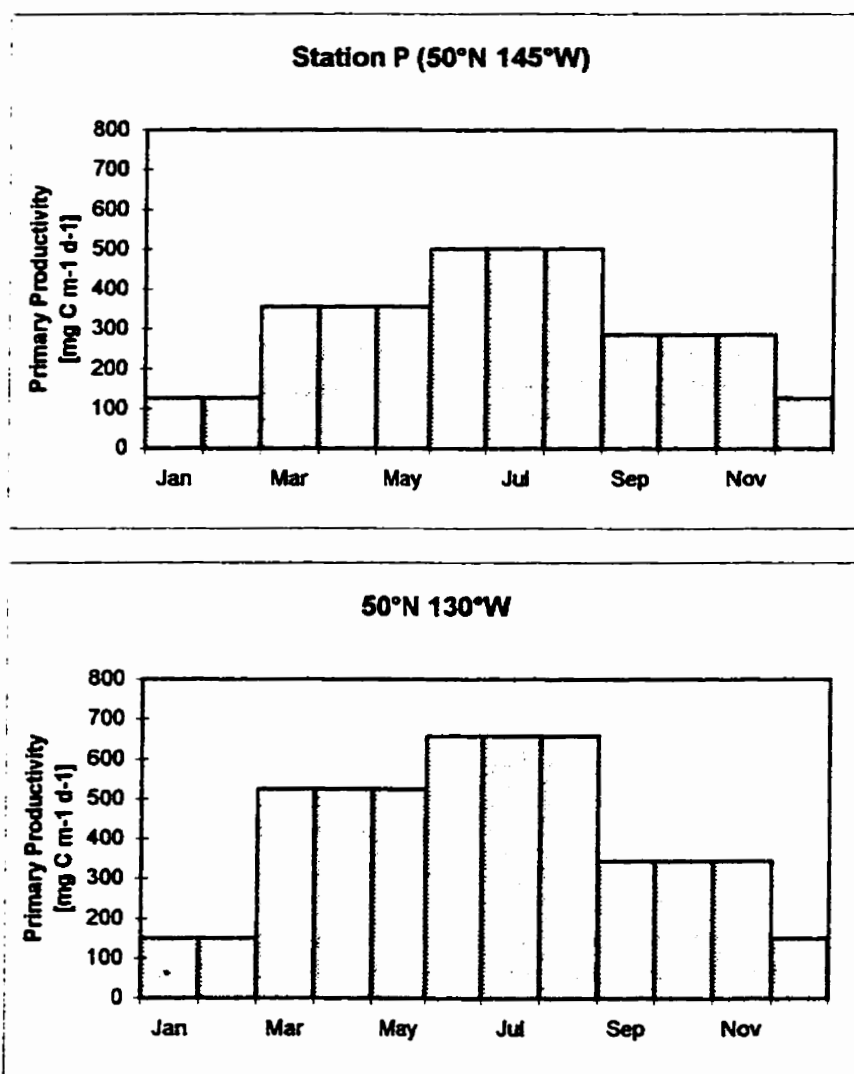 Station P (50°N 145°W)
Primary Productivity
[mg C m-1 d-1]
800
700
600
500
400
300
200
100
0
Jan Mar May Jul Sep Nov
50°N 130°W
Primary Productivity
[mg C m-1 d-1]
800
700
600
500
400
300
200
100
0
Jan Mar May Jul Sep Nov